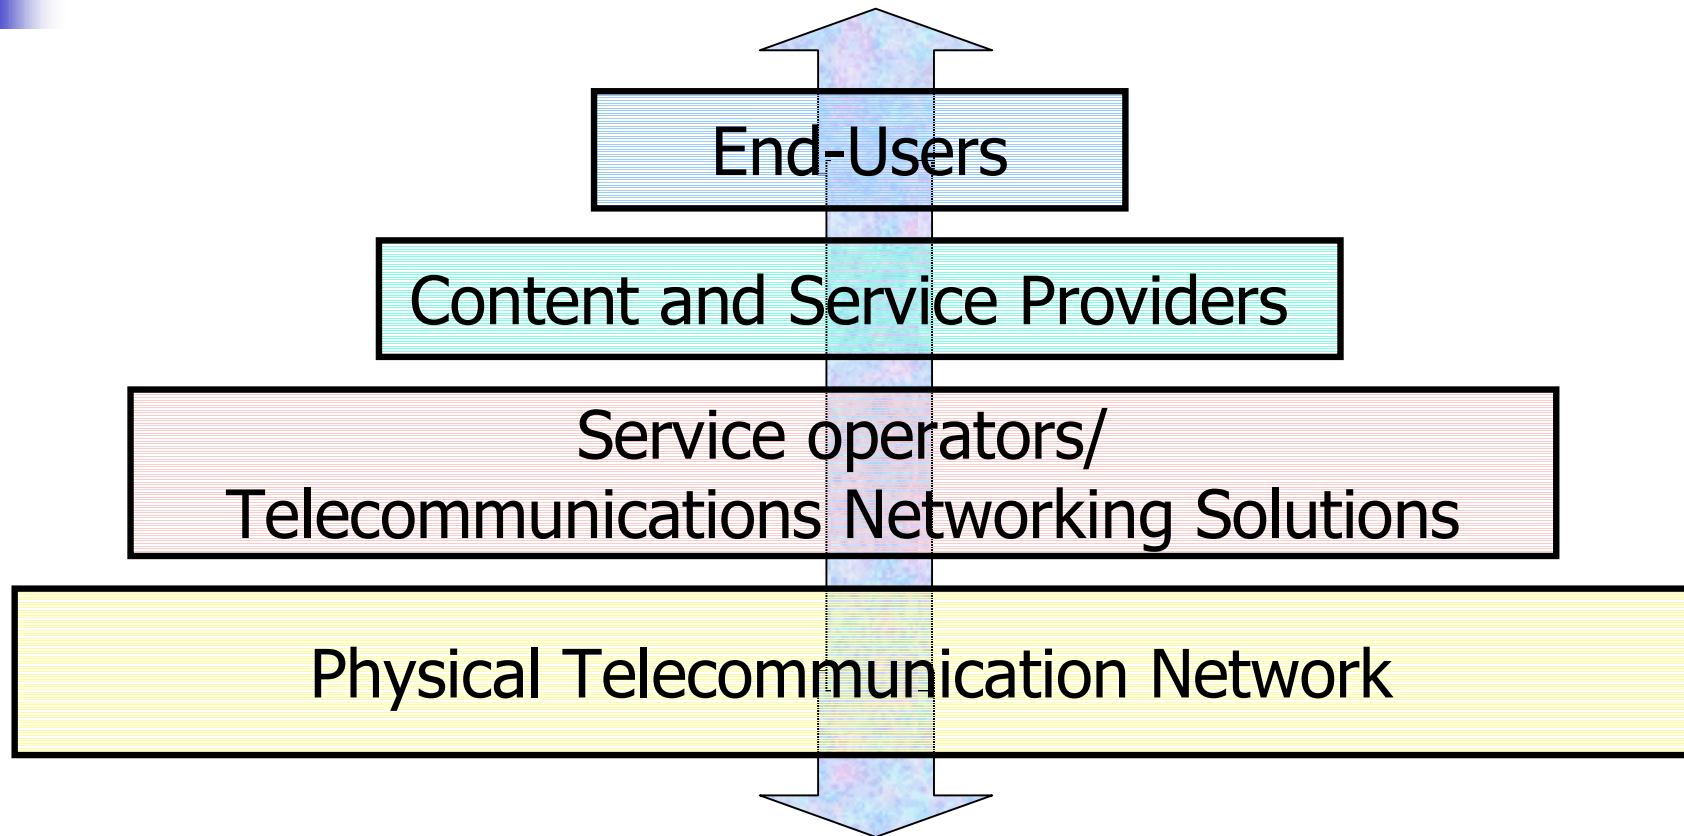 End-Users
Content and Service Providers
Service operators/
Telecommunications Networking Solutions
Physical Telecommunication Network